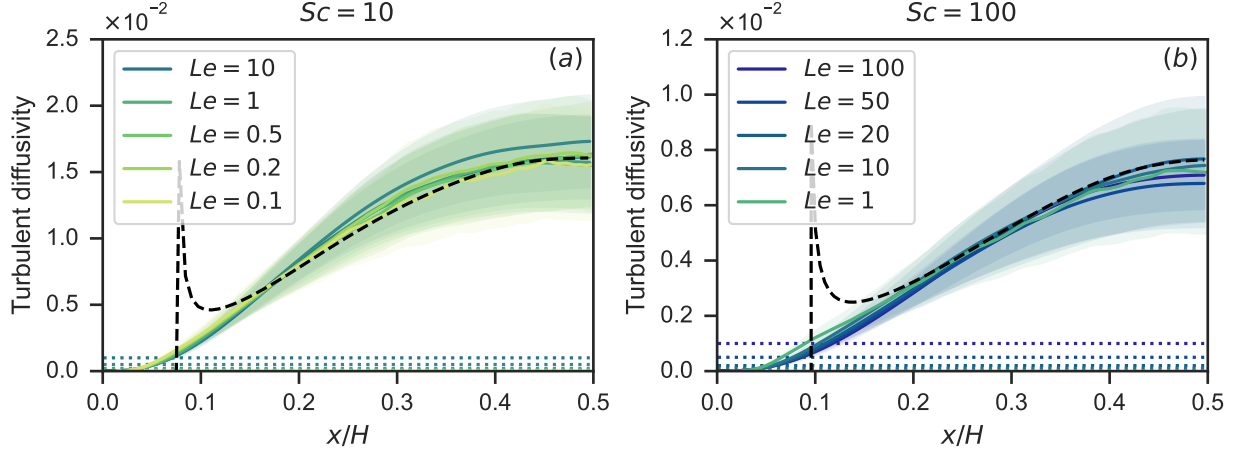 Sc = 10
×10⁻²
(a)
Le = 10
Le = 1
Le = 0.5
Le = 0.2
Le = 0.1
Turbulent diffusivity
2.5
2.0
1.5
1.0
0.5
0.0
0.0 0.1 0.2 0.3 0.4 0.5
x/H
Sc = 100
×10⁻²
(b)
Le = 100
Le = 50
Le = 20
Le = 10
Le = 1
Turbulent diffusivity
1.2
1.0
0.8
0.6
0.4
0.2
0.0
0.0 0.1 0.2 0.3 0.4 0.5
x/H